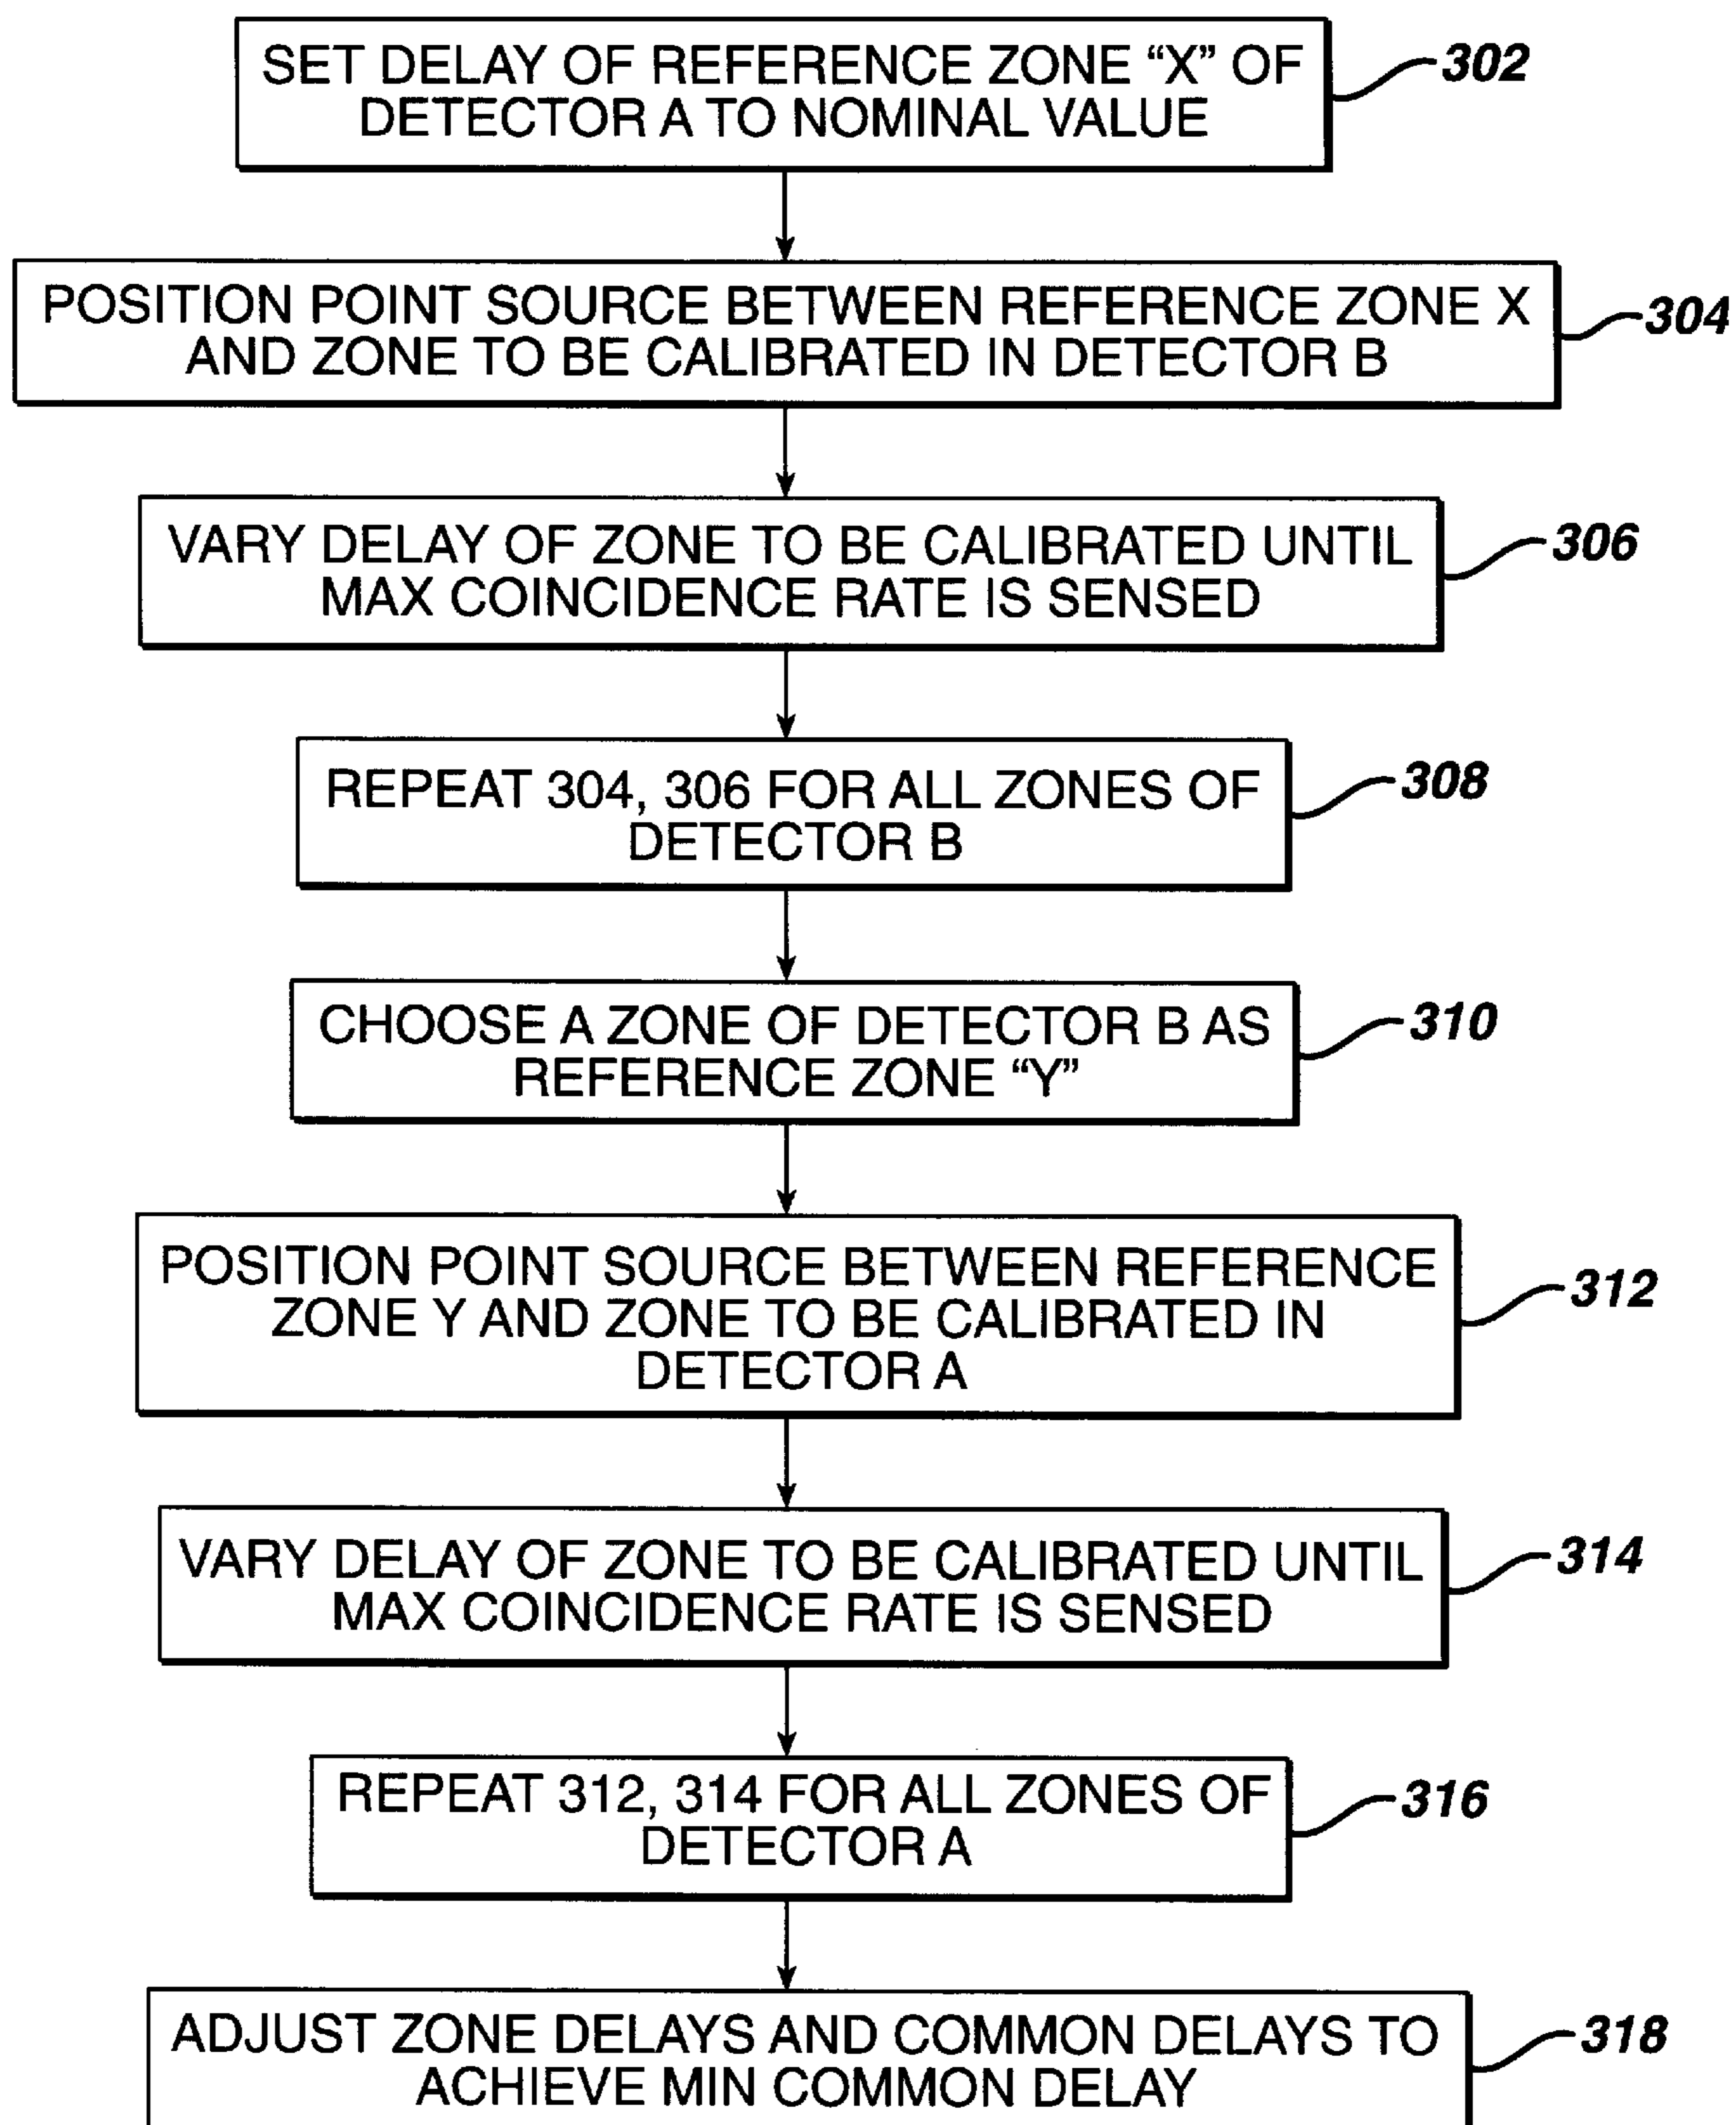 SET DELAY OF REFERENCE ZONE “X” OF
DETECTOR A TO NOMINAL VALUE
302
POSITION POINT SOURCE BETWEEN REFERENCE ZONE X
AND ZONE TO BE CALIBRATED IN DETECTOR B
304
VARY DELAY OF ZONE TO BE CALIBRATED UNTIL
MAX COINCIDENCE RATE IS SENSED
306
REPEAT 304, 306 FOR ALL ZONES OF
DETECTOR B
308
CHOOSE A ZONE OF DETECTOR B AS
REFERENCE ZONE “Y”
310
POSITION POINT SOURCE BETWEEN REFERENCE
ZONE Y AND ZONE TO BE CALIBRATED IN
DETECTOR A
312
VARY DELAY OF ZONE TO BE CALIBRATED UNTIL
MAX COINCIDENCE RATE IS SENSED
314
REPEAT 312, 314 FOR ALL ZONES OF
DETECTOR A
316
ADJUST ZONE DELAYS AND COMMON DELAYS TO
ACHIEVE MIN COMMON DELAY
318